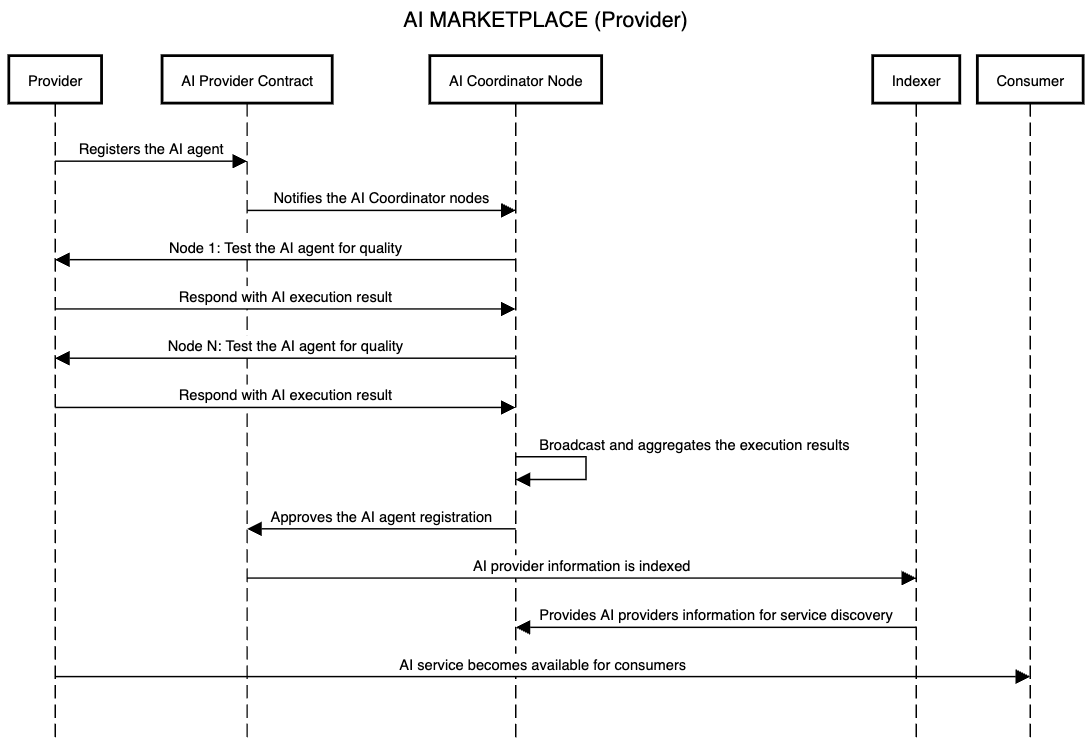 AI MARKETPLACE (Provider)
Provider
AI Provider Contract
AI Coordinator Node
Indexer
Consumer
Registers the AI agent
Notifies the AI Coordinator nodes
Node 1: Test the AI agent for quality
Respond with AI execution result
Node N: Test the AI agent for quality
Respond with AI execution result
Broadcast and aggregates the execution results
Approves the AI agent registration
AI provider information is indexed
Provides AI providers information for service discovery
AI service becomes available for consumers